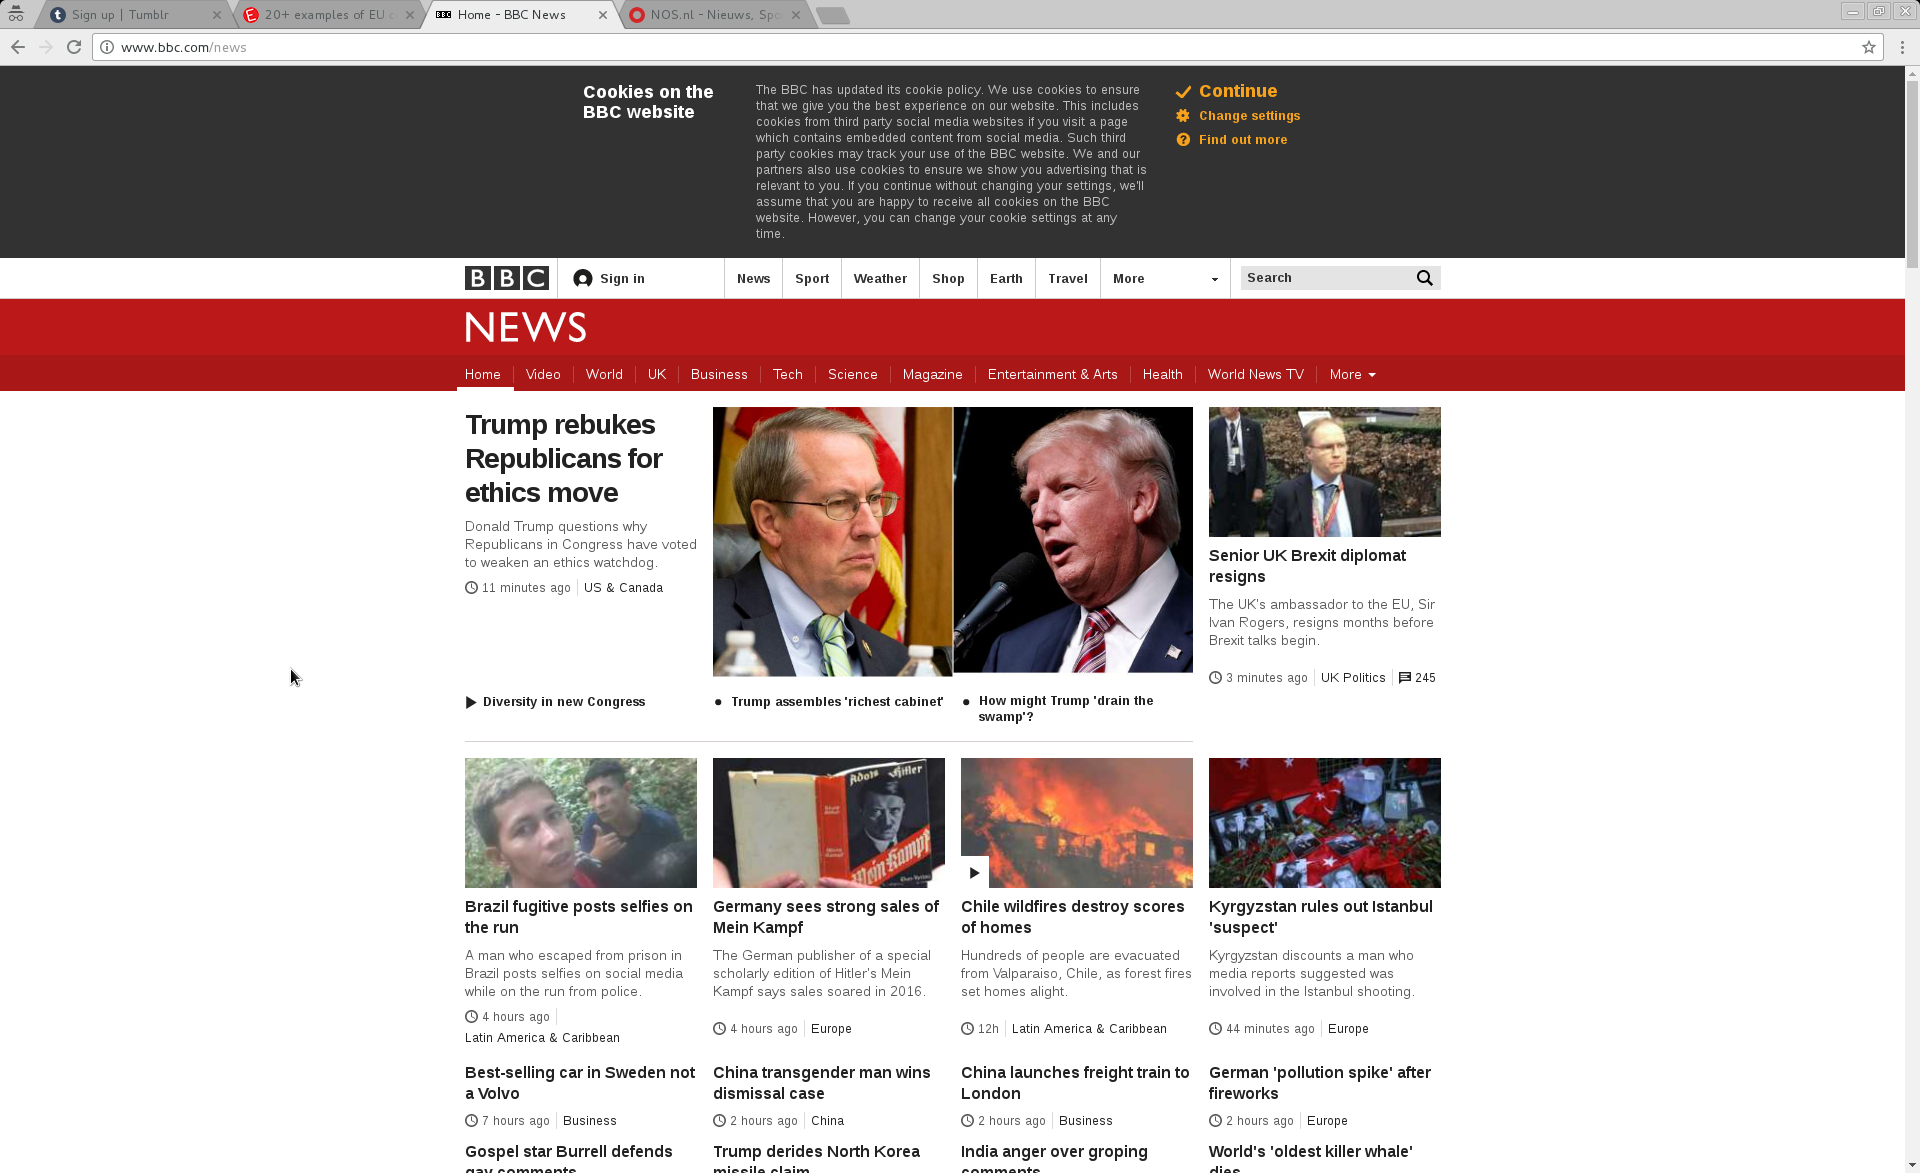 Sign up | Tumblr
20+ examples of EU c
Home - BBC News
NOS.nl - Nieuws, Spo
www.bbc.com/news
Cookies on the
BBC website
The BBC has updated its cookie policy. We use cookies to ensure
that we give you the best experience on our website. This includes
cookies from third party social media websites if you visit a page
which contains embedded content from social media. Such third
party cookies may track your use of the BBC website. We and our
partners also use cookies to ensure we show you advertising that is
relevant to you. If you continue without changing your settings, we'll
assume that you are happy to receive all cookies on the BBC
website. However, you can change your cookie settings at any
time.
Continue
Change settings
Find out more
BBC Sign in News Sport Weather Shop Earth Travel More Search
NEWS
Home Video World UK Business Tech Science Magazine Entertainment & Arts Health World News TV More
Trump rebukes
Republicans for
ethics move
Donald Trump questions why
Republicans in Congress have voted
to weaken an ethics watchdog.
11 minutes ago US & Canada
Senior UK Brexit diplomat
resigns
The UK's ambassador to the EU, Sir
Ivan Rogers, resigns months before
Brexit talks begin.
3 minutes ago UK Politics 245
Diversity in new Congress
Trump assembles 'richest cabinet'
How might Trump 'drain the
swamp'?
Brazil fugitive posts selfies on
the run
A man who escaped from prison in
Brazil posts selfies on social media
while on the run from police.
4 hours ago
Latin America & Caribbean
Adolf Hitler
Mein Kampf
Germany sees strong sales of
Mein Kampf
The German publisher of a special
scholarly edition of Hitler's Mein
Kampf says sales soared in 2016.
4 hours ago Europe
Chile wildfires destroy scores
of homes
Hundreds of people are evacuated
from Valparaiso, Chile, as forest fires
set homes alight.
12h Latin America & Caribbean
Kyrgyzstan rules out Istanbul
'suspect'
Kyrgyzstan discounts a man who
media reports suggested was
involved in the Istanbul shooting.
44 minutes ago Europe
Best-selling car in Sweden not
a Volvo
7 hours ago Business
China transgender man wins
dismissal case
2 hours ago China
China launches freight train to
London
2 hours ago Business
German 'pollution spike' after
fireworks
2 hours ago Europe
Gospel star Burrell defends
gay comments
Trump derides North Korea
missile claim
India anger over groping
comments
World's 'oldest killer whale'
dies